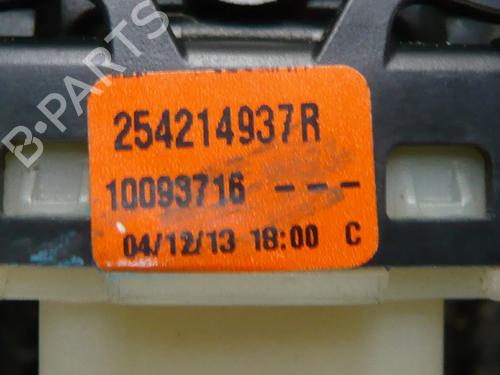 B-PARTS
254214937R
10093716 ---
04/12/13 18:00 C